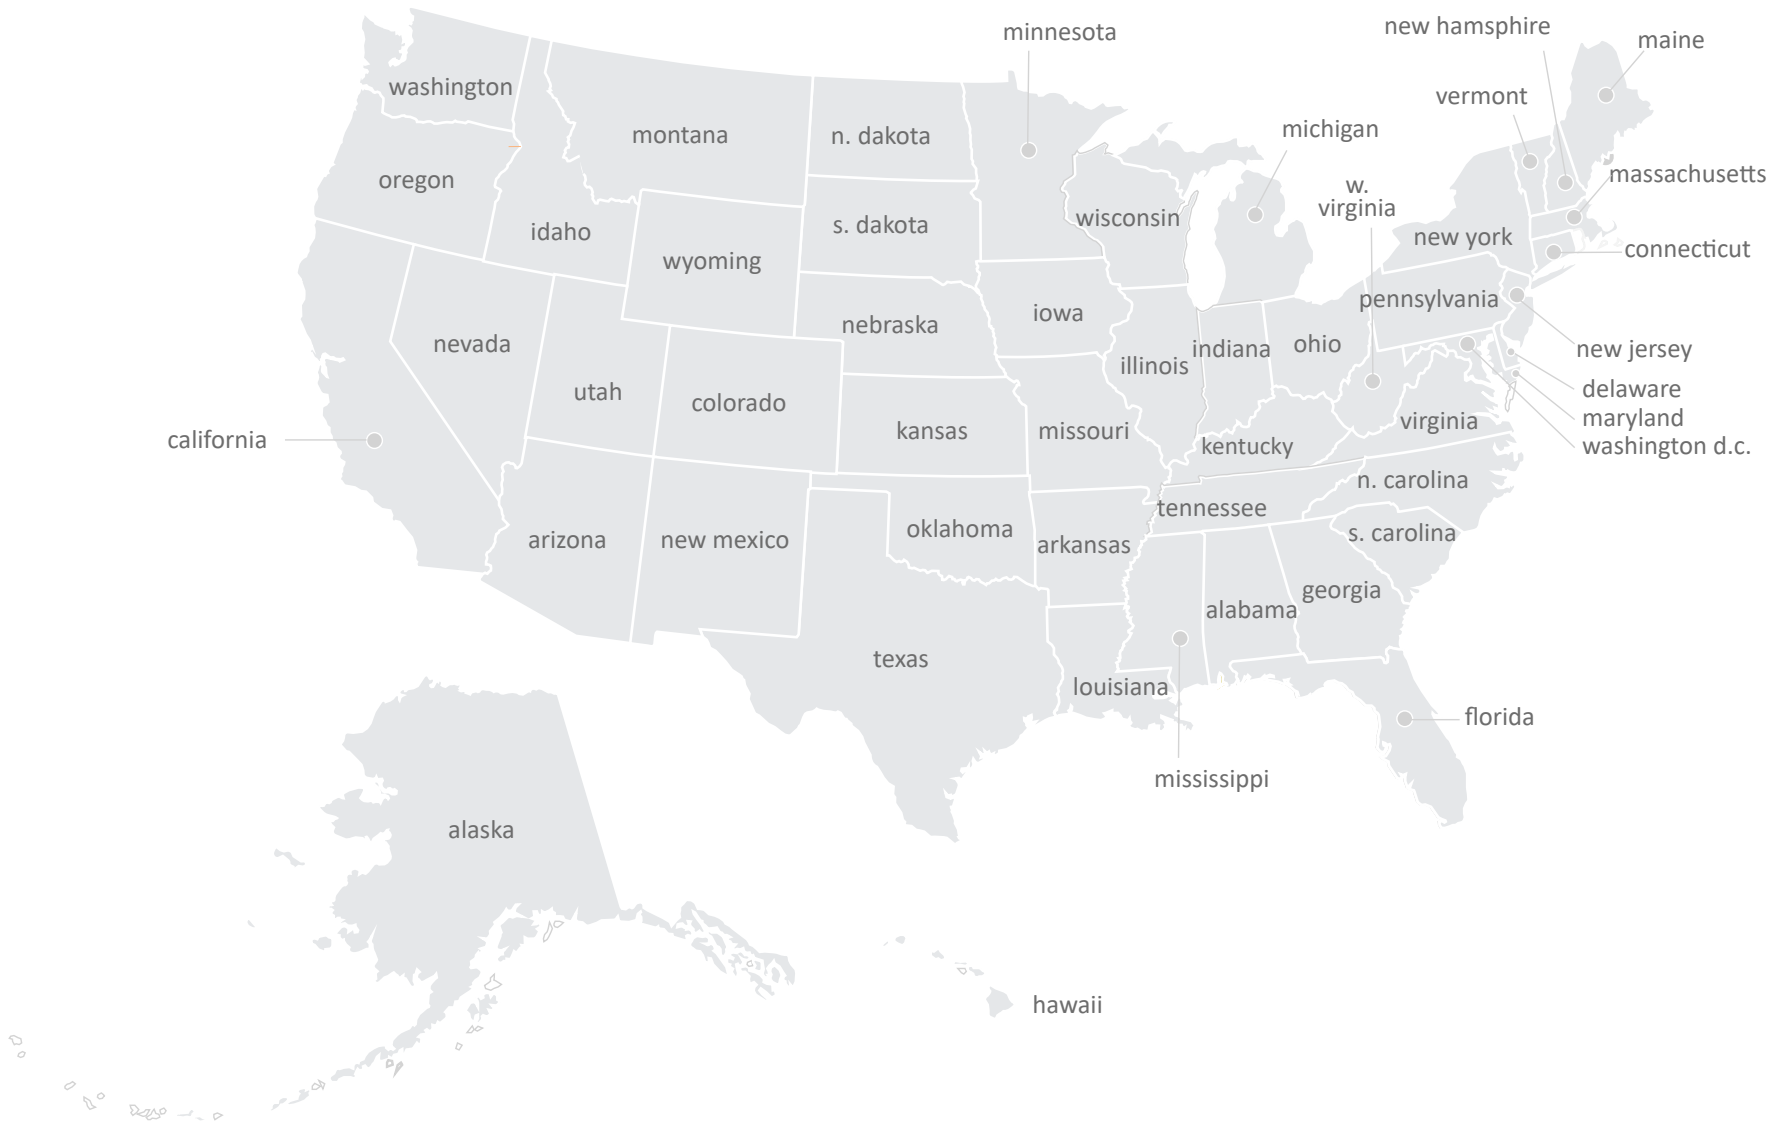 new hamsphire
minnesota
maine
washington
vermont
michigan
montana
n. dakota
massachusetts
oregon
w.
virginia
wisconsin
s. dakota
idaho
new york
connecticut
wyoming
pennsylvania
iowa
nebraska
nevada
ohio
indiana
new jersey
illinois
utah
delaware
colorado
maryland
virginia
kansas
missouri
california
kentucky
washington d.c.
n. carolina
tennessee
oklahoma
s. carolina
arizona
new mexico
arkansas
georgia
alabama
texas
louisiana
florida
mississippi
alaska
hawaii